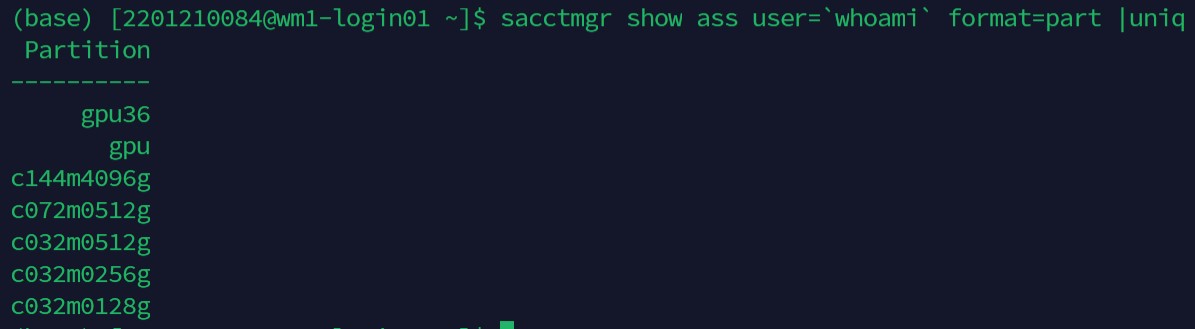 (base) [2201210084@wm1-login01 ~]$ sacctmgr show ass user=`whoami` format=part |uniq
Partition
----------
gpu36
gpu
c144m4096g
c072m0512g
c032m0512g
c032m0256g
c032m0128g